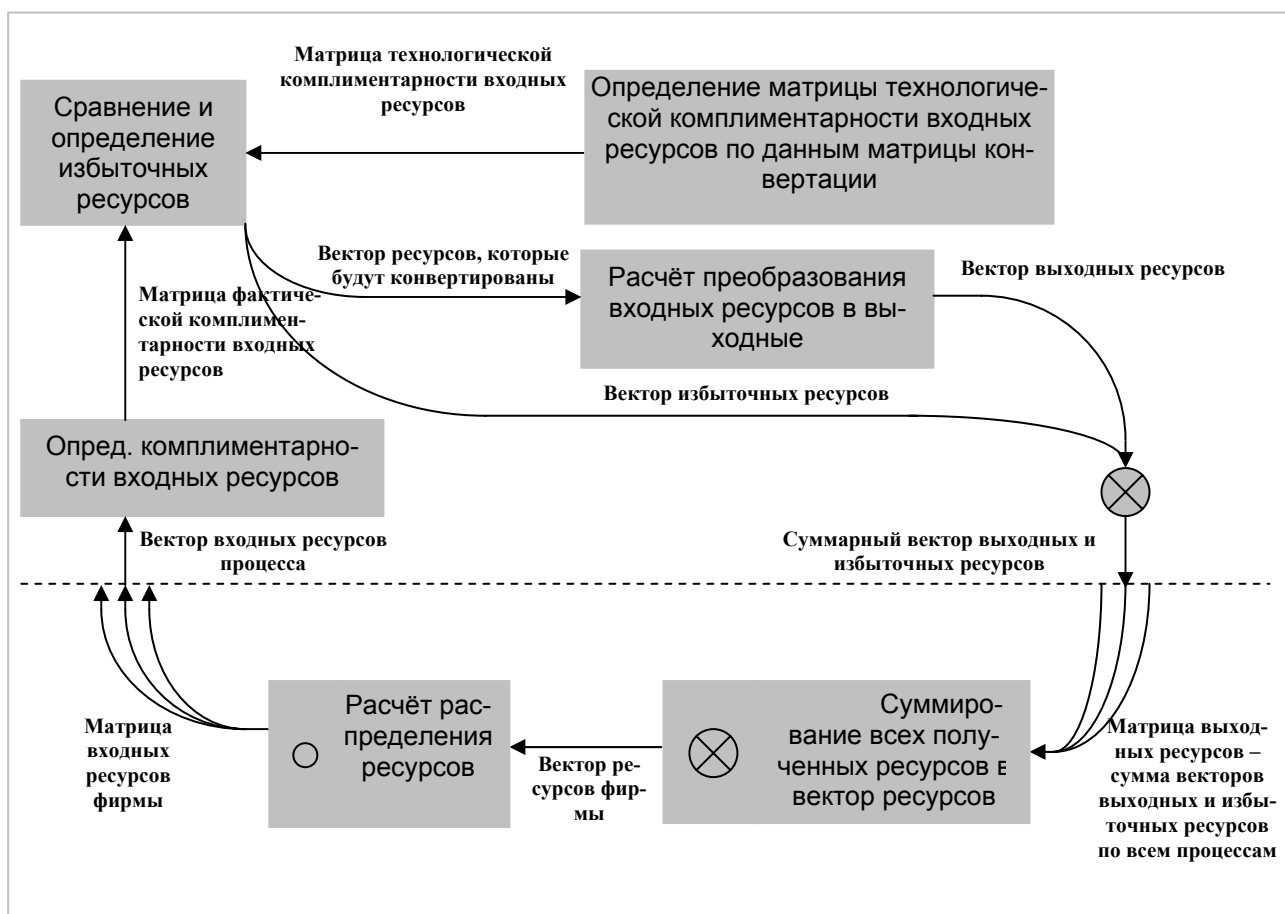 Матрица технологической
комплиментарности входных
ресурсов
Сравнение и
определение
избыточных
ресурсов
Определение матрицы технологиче-
ской комплиментарности входных
ресурсов по данным матрицы кон-
вертации
Вектор ресурсов, которые
будут конвертированы
Расчёт преобразования
входных ресурсов в вы-
ходные
Вектор выходных ресурсов
Матрица фактиче-
ской комплимен-
тарности входных
ресурсов
Вектор избыточных ресурсов
Опред. комплиментарно-
сти входных ресурсов
Вектор входных ресурсов
процесса
Суммарный вектор выходных и
избыточных ресурсов
Матрица
входных
ресурсов
фирмы
Расчёт рас-
пределения
ресурсов
Вектор ре-
сурсов фир-
мы
Суммиро-
вание всех полу-
ченных ресурсов в
вектор ресурсов
Матрица выход-
ных ресурсов –
сумма векторов
выходных и избы-
точных ресурсов
по всем процессам